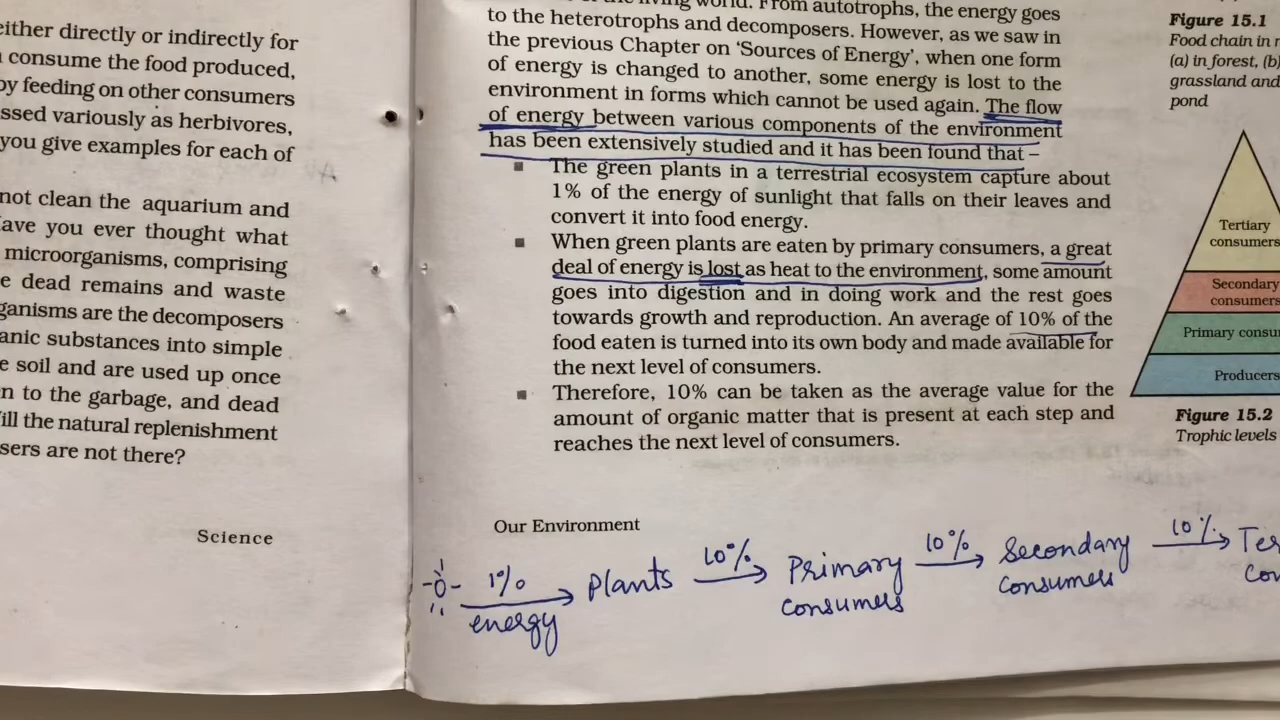 either directly or indirectly for
consume the food produced,
by feeding on other consumers
ssed variously as herbivores,
you give examples for each of
not clean the aquarium and
ave you ever thought what
microorganisms, comprising
e dead remains and waste
ganisms are the decomposers
anic substances into simple
e soil and are used up once
n to the garbage, and dead
ill the natural replenishment
sers are not there?
Science
living world. From autotrophs, the energy goes
to the heterotrophs and decomposers. However, as we saw in
the previous Chapter on ‘Sources of Energy’, when one form
of energy is changed to another, some energy is lost to the
environment in forms which cannot be used again. The flow
of energy between various components of the environment
has been extensively studied and it has been found that –
The green plants in a terrestrial ecosystem capture about
1% of the energy of sunlight that falls on their leaves and
convert it into food energy.
When green plants are eaten by primary consumers, a great
deal of energy is lost as heat to the environment, some amount
goes into digestion and in doing work and the rest goes
towards growth and reproduction. An average of 10% of the
food eaten is turned into its own body and made available for
the next level of consumers.
Therefore, 10% can be taken as the average value for the
amount of organic matter that is present at each step and
reaches the next level of consumers.
Our Environment
Figure 15.1
Food chain in
(a) in forest, (b)
grassland and
pond
Tertiary
consumers
Secondary
consumers
Primary consu
Producers
Figure 15.2
Trophic levels
1% energy Plants 10% Primary consumers 10% Secondary consumers 10% Ter
con